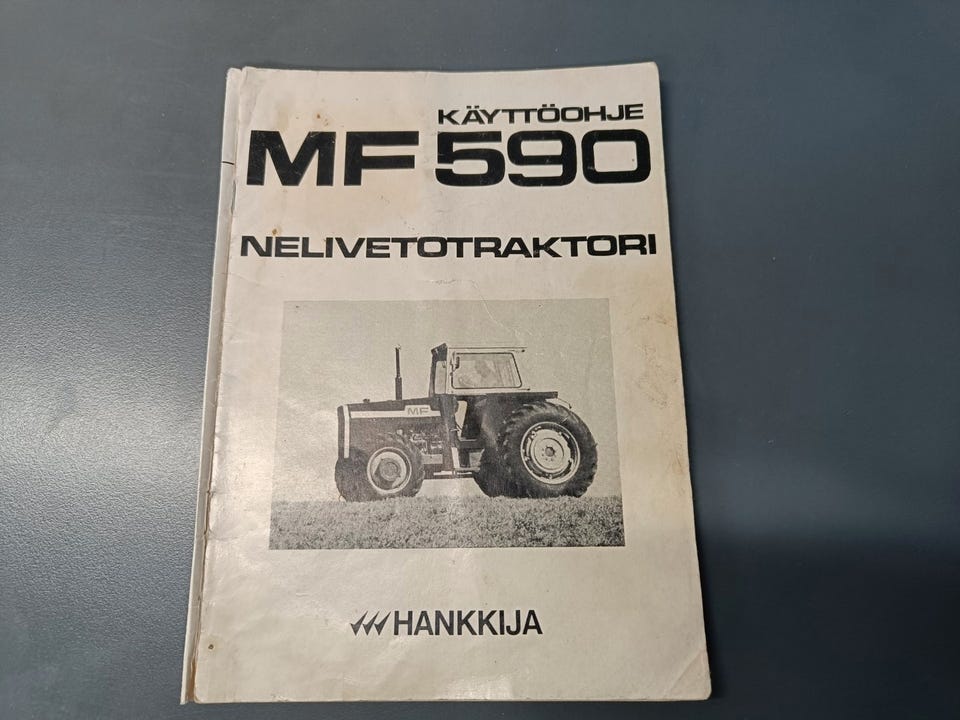 KÄYTTÖOHJE
MF 590
NELIVETOTRAKTORI
MF
HANKKIJA